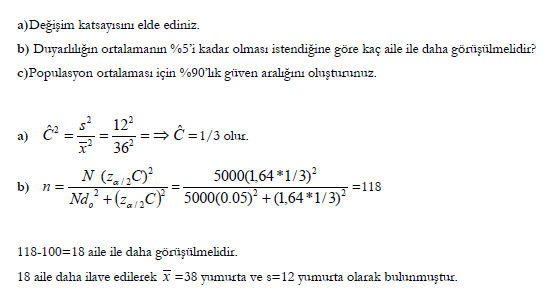 a)Değişim katsayısını elde ediniz.
b) Duyarlılığın ortalamanın %5'i kadar olması istendiğine göre kaç aile ile daha görüşülmelidir?
c)Populasyon ortalaması için %90'lık güven aralığını oluşturunuz.
a) Ĉ² = s²/x̄² = 12²/36² = ⇒ Ĉ = 1/3 olur.
b) n = N (z_{α/2}C)² / (Nd_o² + (z_{α/2}C)²) = 5000(1,64*1/3)² / (5000(0.05)² + (1,64*1/3)²) =118
118-100=18 aile ile daha görüşülmelidir.
18 aile daha ilave edilerek x̄ =38 yumurta ve s=12 yumurta olarak bulunmuştur.